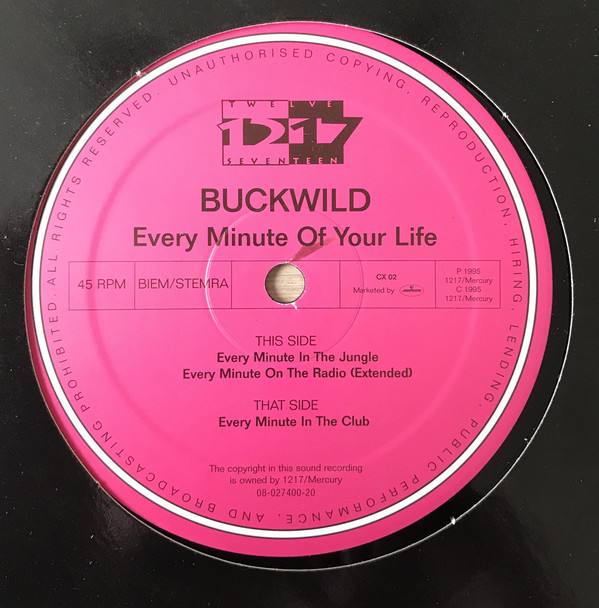 TWELVE
1217
SEVENTEEN
BUCKWILD
Every Minute Of Your Life
45 RPM
BIEM/STEMRA
CX 02
Marketed by
P 1995
1217/Mercury
C 1995
1217/Mercury
THIS SIDE
Every Minute In The Jungle
Every Minute On The Radio (Extended)
THAT SIDE
Every Minute In The Club
The copyright in this sound recording
is owned by 1217/Mercury
08-027400-20
ALL RIGHTS RESERVED. UNAUTHORISED COPYING, REPRODUCTION, HIRING, LENDING, PUBLIC PERFORMANCE, AND BROADCASTING PROHIBITED.